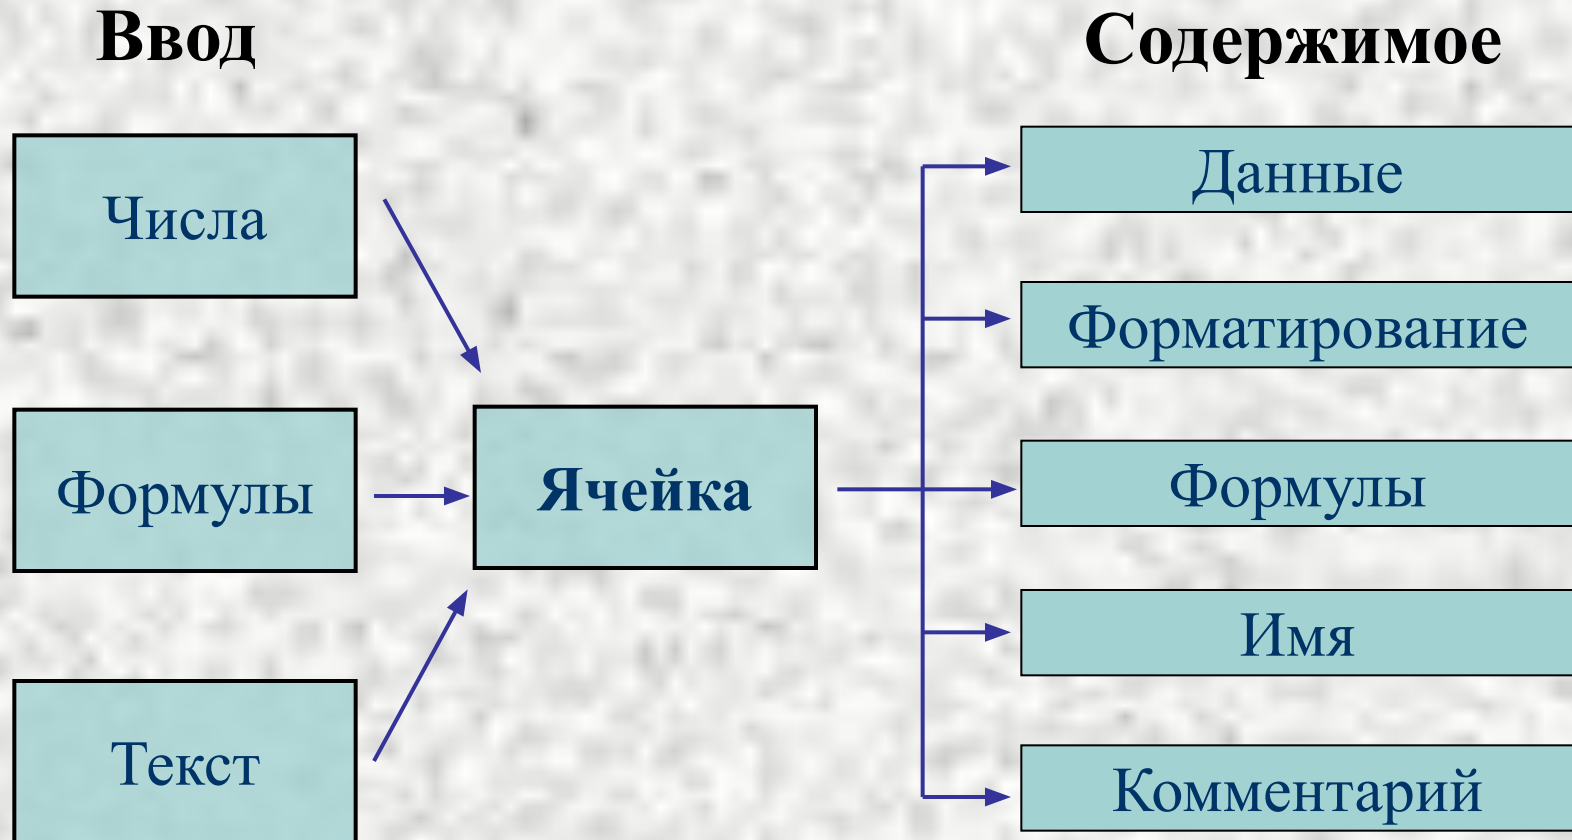 Ввод
Содержимое
Числа
Формулы
Текст
Ячейка
Данные
Форматирование
Формулы
Имя
Комментарий